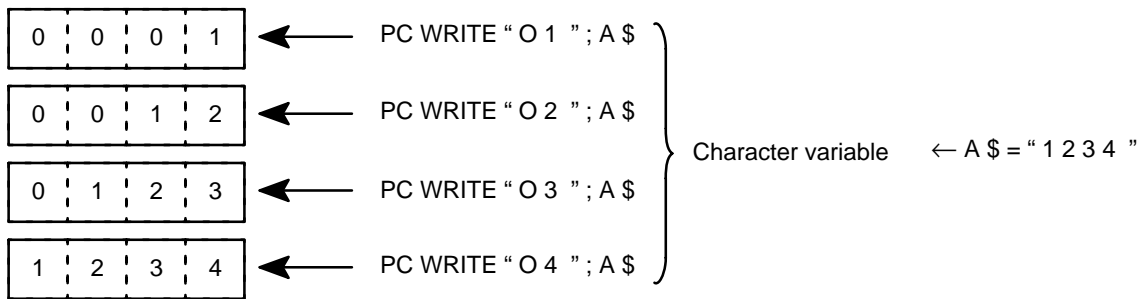 0 0 0 1 PC WRITE “ O 1 ” ; A $
0 0 1 2 PC WRITE “ O 2 ” ; A $
Character variable ← A $ = “ 1 2 3 4 ”
0 1 2 3 PC WRITE “ O 3 ” ; A $
1 2 3 4 PC WRITE “ O 4 ” ; A $